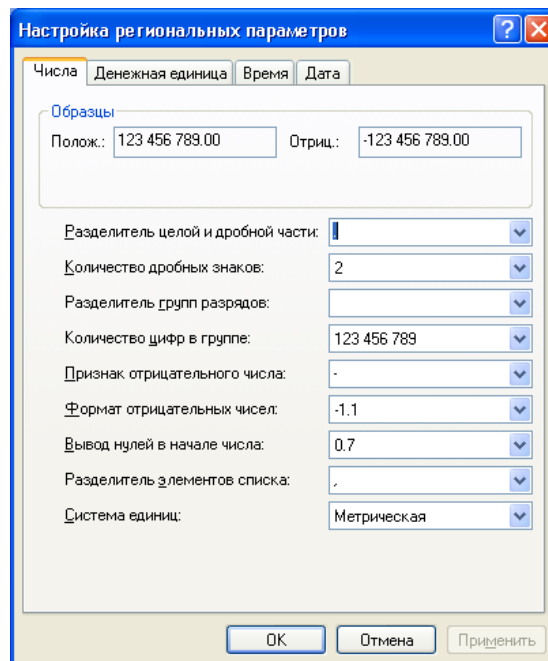 Настройка региональных параметров
Числа Денежная единица Время Дата
Образцы
Полож.: 123 456 789.00 Отриц.: -123 456 789.00
Разделитель целой и дробной части: .
Количество дробных знаков: 2
Разделитель групп разрядов:
Количество цифр в группе: 123 456 789
Признак отрицательного числа: -
Формат отрицательных чисел: -1.1
Вывод нулей в начале числа: 0.7
Разделитель элементов списка: ,
Система единиц: Метрическая
OK Отмена Применить